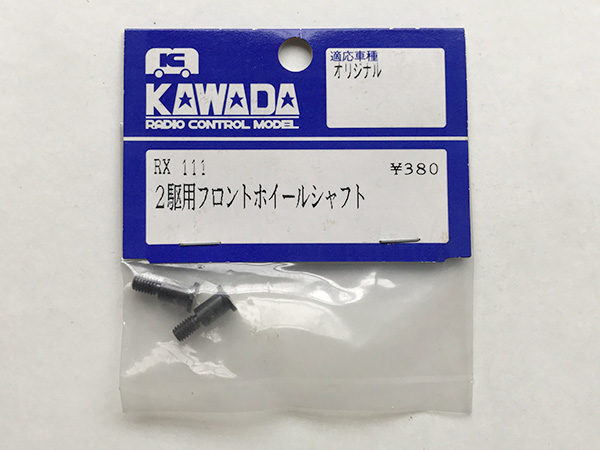 KAWADA
RADIO CONTROL MODEL
適応車種
オリジナル
RX 111
¥380
2駆用フロントホイールシャフト